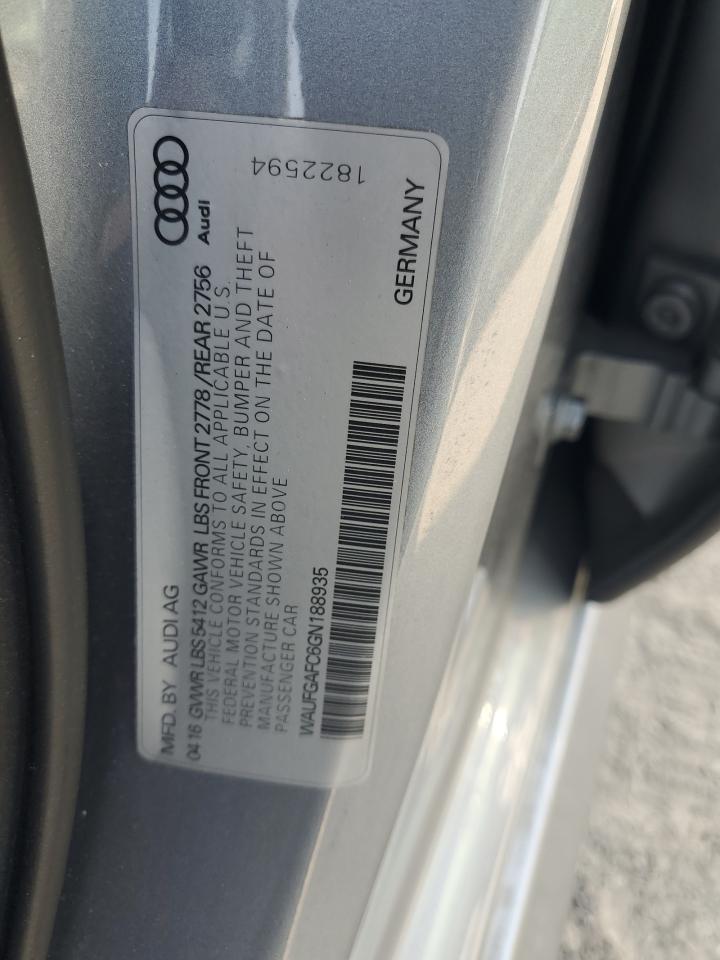 MFD. BY AUDI AG
Audi
04 16 GVWR LBS 5412 GAWR LBS FRONT 2778 / REAR 2756
THIS VEHICLE CONFORMS TO ALL APPLICABLE U.S.
FEDERAL MOTOR VEHICLE SAFETY, BUMPER AND THEFT
PREVENTION STANDARDS IN EFFECT ON THE DATE OF
MANUFACTURE SHOWN ABOVE
PASSENGER CAR
WAUFGAFC6GN188935
GERMANY
1822594